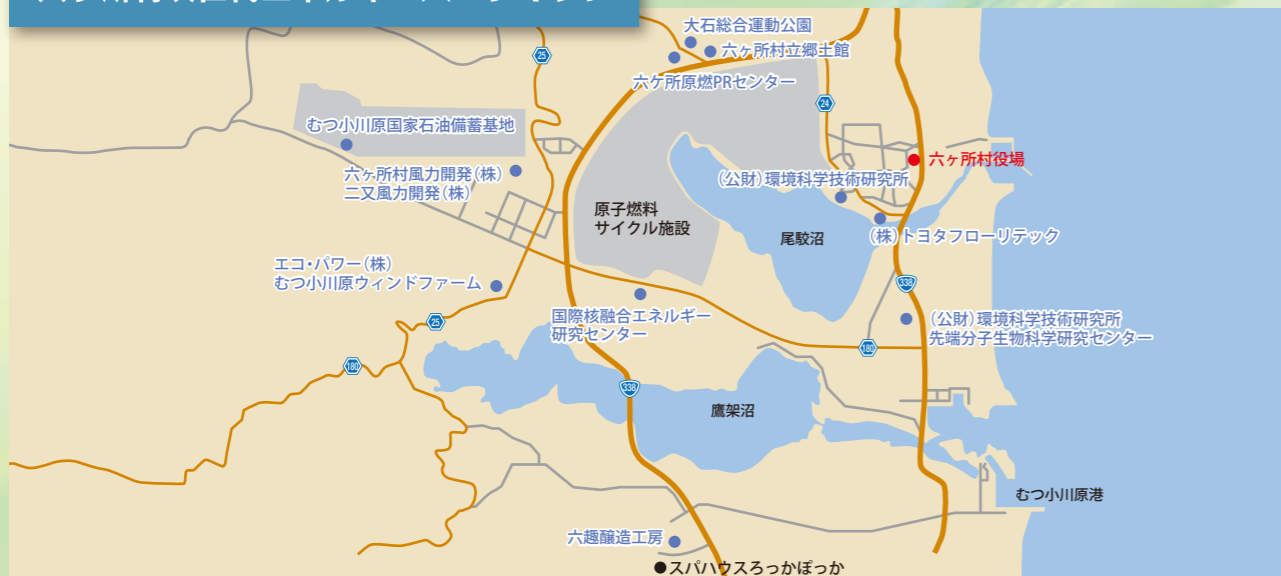 大石総合運動公園
25
六ヶ所村立郷土館
六ケ所原燃PRセンター
24
むつ小川原国家石油備蓄基地
六ヶ所村役場
六ヶ所村風力開発(株)
二又風力開発(株)
(公財)環境科学技術研究所
原子燃料
サイクル施設
尾駮沼
(株)トヨタフローリテック
エコ・パワー(株)
むつ小川原ウィンドファーム
338
国際核融合エネルギー
研究センター
(公財)環境科学技術研究所
先端分子生物科学研究センター
25
180
180
338
鷹架沼
むつ小川原港
六趣醸造工房
スパハウスろっかぽっか